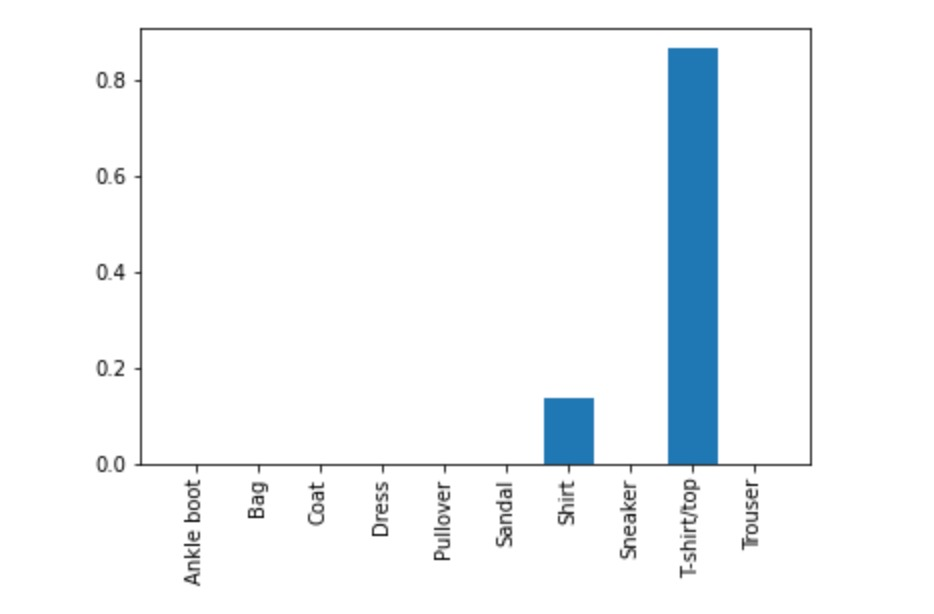 0.8
0.6
0.4
0.2
0.0
Ankle boot
Bag
Coat
Dress
Pullover
Sandal
Shirt
Sneaker
T-shirt/top
Trouser